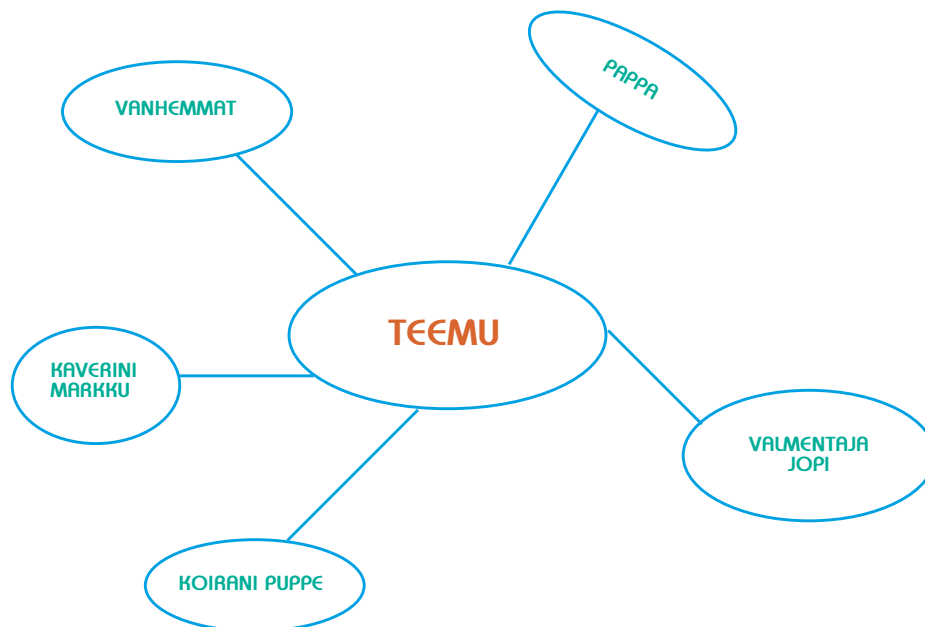 PAPPA
VANHEMMAT
TEEMU
KAVERINI
MARKKU
VALMENTAJA
JOPI
KOIRANI PUPPE